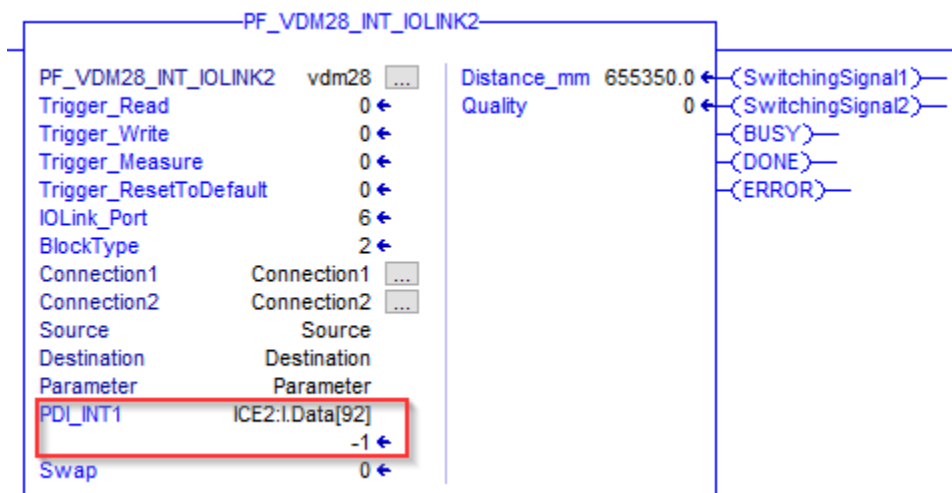 PF_VDM28_INT_IOLINK2
PF_VDM28_INT_IOLINK2 vdm28 ... Distance_mm 655350.0 (SwitchingSignal1)
Trigger_Read 0 Quality 0 (SwitchingSignal2)
Trigger_Write 0 (BUSY)
Trigger_Measure 0 (DONE)
Trigger_ResetToDefault 0 (ERROR)
IOLink_Port 6
BlockType 2
Connection1 Connection1 ...
Connection2 Connection2 ...
Source Source
Destination Destination
Parameter Parameter
PDI_INT1 ICE2:I.Data[92]
-1
Swap 0